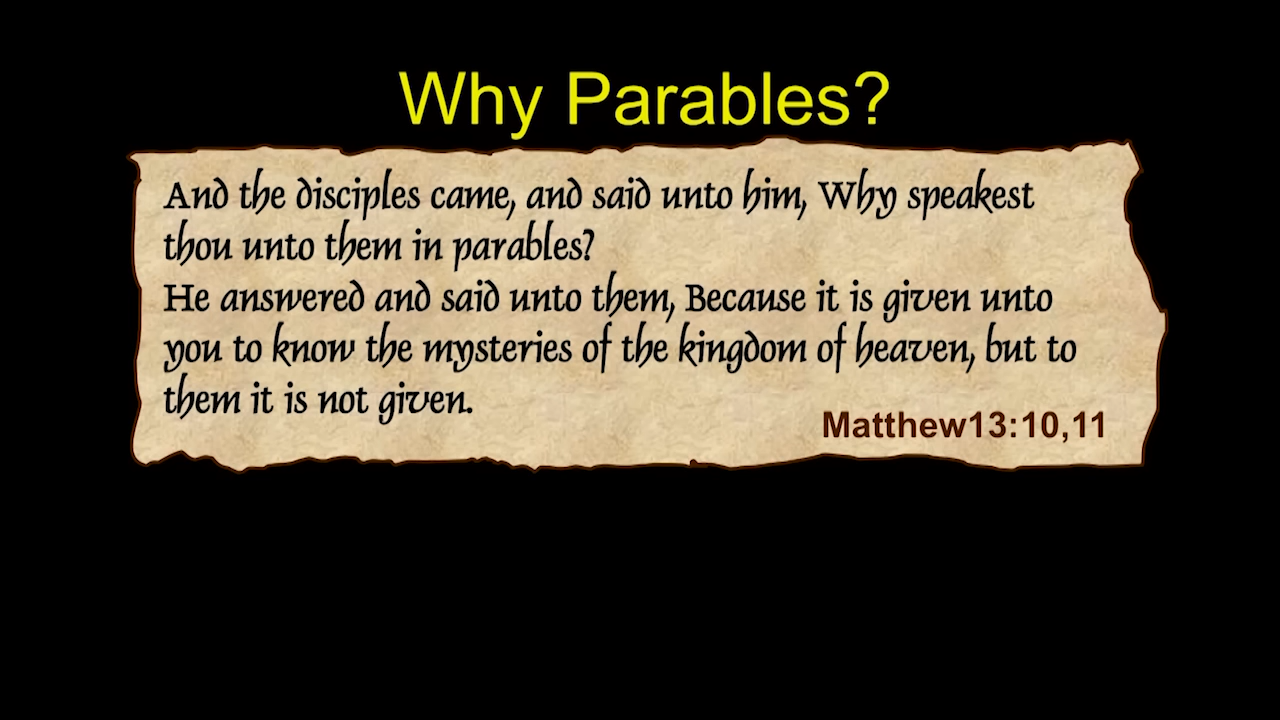 Why Parables?
And the disciples came, and said unto him, Why speakest
thou unto them in parables?
He answered and said unto them, Because it is given unto
you to know the mysteries of the kingdom of heaven, but to
them it is not given.
Matthew13:10,11